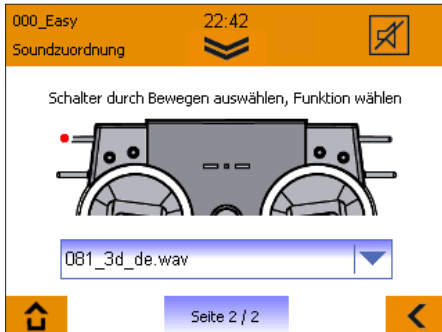 000_Easy
22:42
Soundzuordnung
Schalter durch Bewegen auswählen, Funktion wählen
081_3d_de.wav
Seite 2 / 2